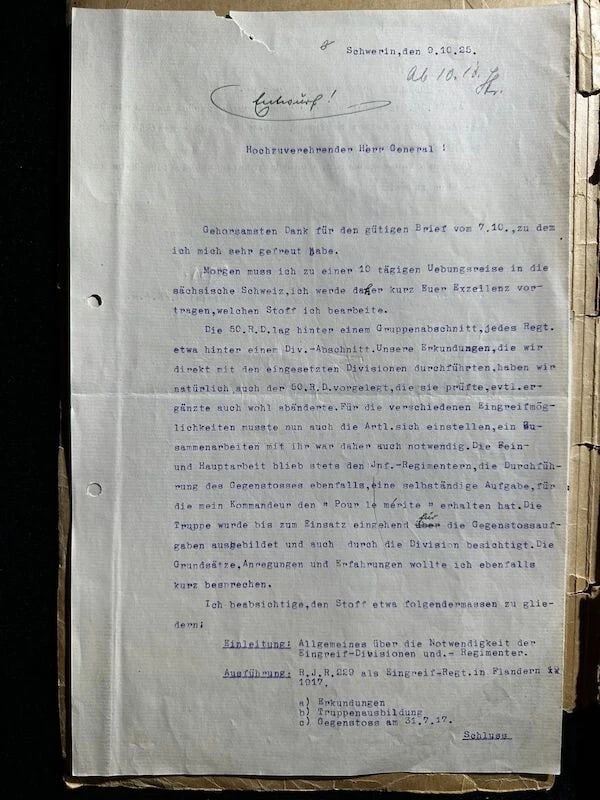 Schwerin,den 9.10.25.
Ab 10.10.
Entwurf!
Hochzuverehrender Herr General !
Gehorsamsten Dank für den gütigen Brief vom 7.10.,zu dem
ich mich sehr gefreut habe.
Morgen muss ich zu einer 10 tägigen Uebungsreise in die
sächsische Schweiz,ich werde daher kurz Euer Exzellenz vor-
tragen,welchen Stoff ich bearbeite.
Die 50.R.D.lag hinter einem Gruppenabschnitt,jedes Regt.
etwa hinter einem Div.-Abschnitt.Unsere Erkundungen,die wir
direkt mit den eingesetzten Divisionen durchführten,haben wir
natürlich auch der 50.R.D.vorgelegt,die sie prüfte,evtl.er-
gänzte auch wohl abänderte.Für die verschiedenen Eingreifmög-
lichkeiten musste nun auch die Artl.sich einstellen,ein Zu-
sammenarbeiten mit ihr war daher auch notwendig.Die Fein-
und Hauptarbeit blieb stets den Jnf.-Regimentern,die Durchfüh-
rung des Gegenstosses ebenfalls,eine selbständige Aufgabe,für
die mein Kommandeur den " Pour le mérite " erhalten hat.Die
Truppe wurde bis zum Einsatz eingehend über für die Gegenstossauf-
gaben ausgebildet und auch durch die Division besichtigt.Die
Grundsätze,Anregungen und Erfahrungen wollte ich ebenfalls
kurz besprechen.
Ich beabsichtige,den Stoff etwa folgendermassen zu glie-
dern:
Einleitung: Allgemeines über die Notwendigkeit der
Eingreif-Divisionen und.- Regimenter.
Ausführung: R.J.R.229 als Eingreif-Regt.in Flandern
1917.
a) Erkundungen
b) Truppenausbildung
c) Gegenstoss am 31.7.17.
Schluss